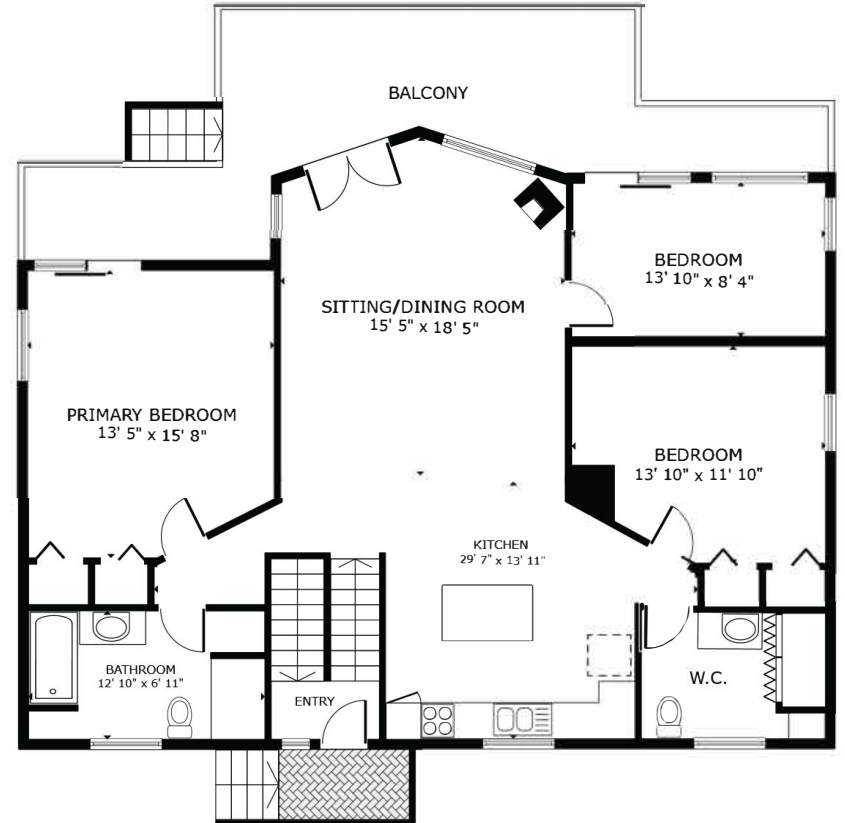 BALCONY
BEDROOM
13' 10" x 8' 4"
SITTING/DINING ROOM
15' 5" x 18' 5"
PRIMARY BEDROOM
13' 5" x 15' 8"
BEDROOM
13' 10" x 11' 10"
KITCHEN
29' 7" x 13' 11"
BATHROOM
12' 10" x 6' 11"
W.C.
ENTRY